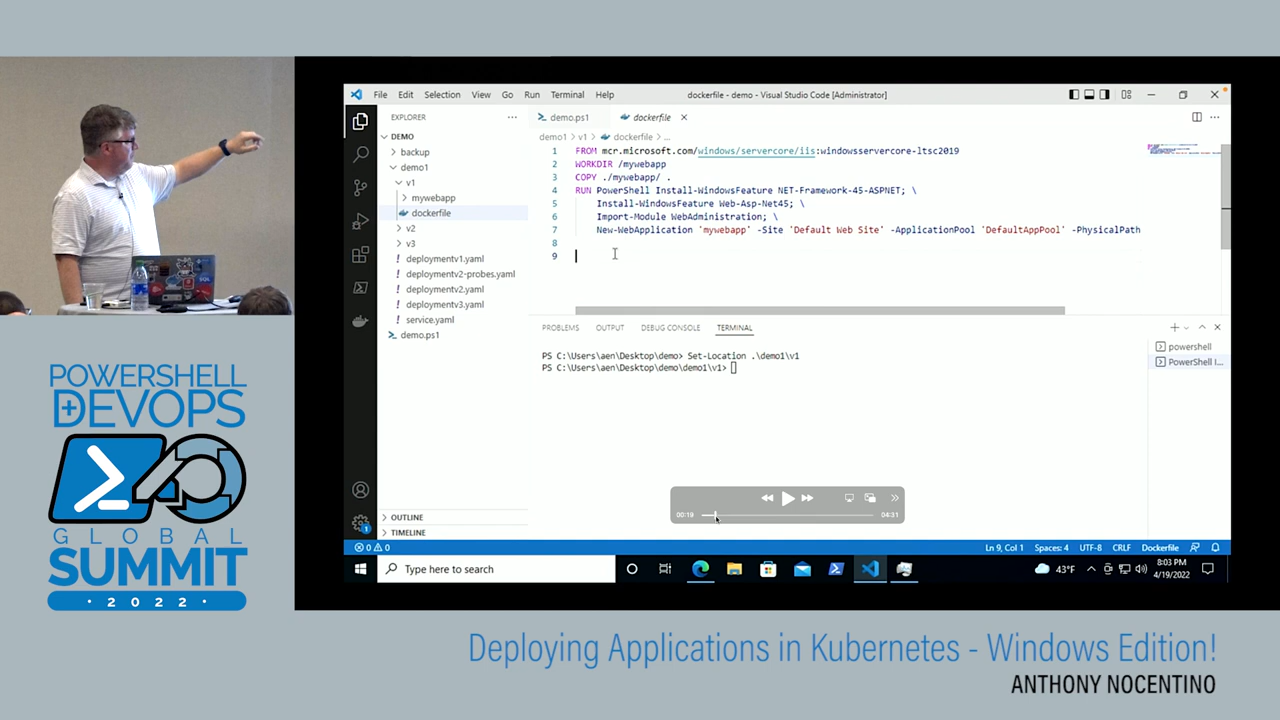 File Edit Selection View Go Run Terminal Help
dockerfile - demo - Visual Studio Code [Administrator]
EXPLORER
DEMO
backup
demo1
v1
mywebapp
dockerfile
v2
v3
! deploymentv1.yaml
! deploymentv2-probes.yaml
! deploymentv2.yaml
! deploymentv3.yaml
! service.yaml
demo.ps1
OUTLINE
TIMELINE
demo.ps1 dockerfile
demo1 > v1 > dockerfile > ...
1 FROM mcr.microsoft.com/windows/servercore/iis:windowsservercore-ltsc2019
2 WORKDIR /mywebapp
3 COPY ./mywebapp/ .
4 RUN PowerShell Install-WindowsFeature NET-Framework-45-ASPNET; \
5 Install-WindowsFeature Web-Asp-Net45; \
6 Import-Module WebAdministration; \
7 New-WebApplication 'mywebapp' -Site 'Default Web Site' -ApplicationPool 'DefaultAppPool' -PhysicalPath
8
9
PROBLEMS OUTPUT DEBUG CONSOLE TERMINAL
PS C:\Users\aen\Desktop\demo> Set-Location .\demo1\v1
PS C:\Users\aen\Desktop\demo\demo1\v1>
powershell
PowerShell I...
00:19 04:31
0 0 Ln 9, Col 1 Spaces: 4 UTF-8 CRLF Dockerfile
Type here to search
43°F
8:03 PM
4/19/2022
POWERSHELL
+DEVOPS
GLOBAL
SUMMIT
· 2022 ·
Deploying Applications in Kubernetes - Windows Edition!
ANTHONY NOCENTINO